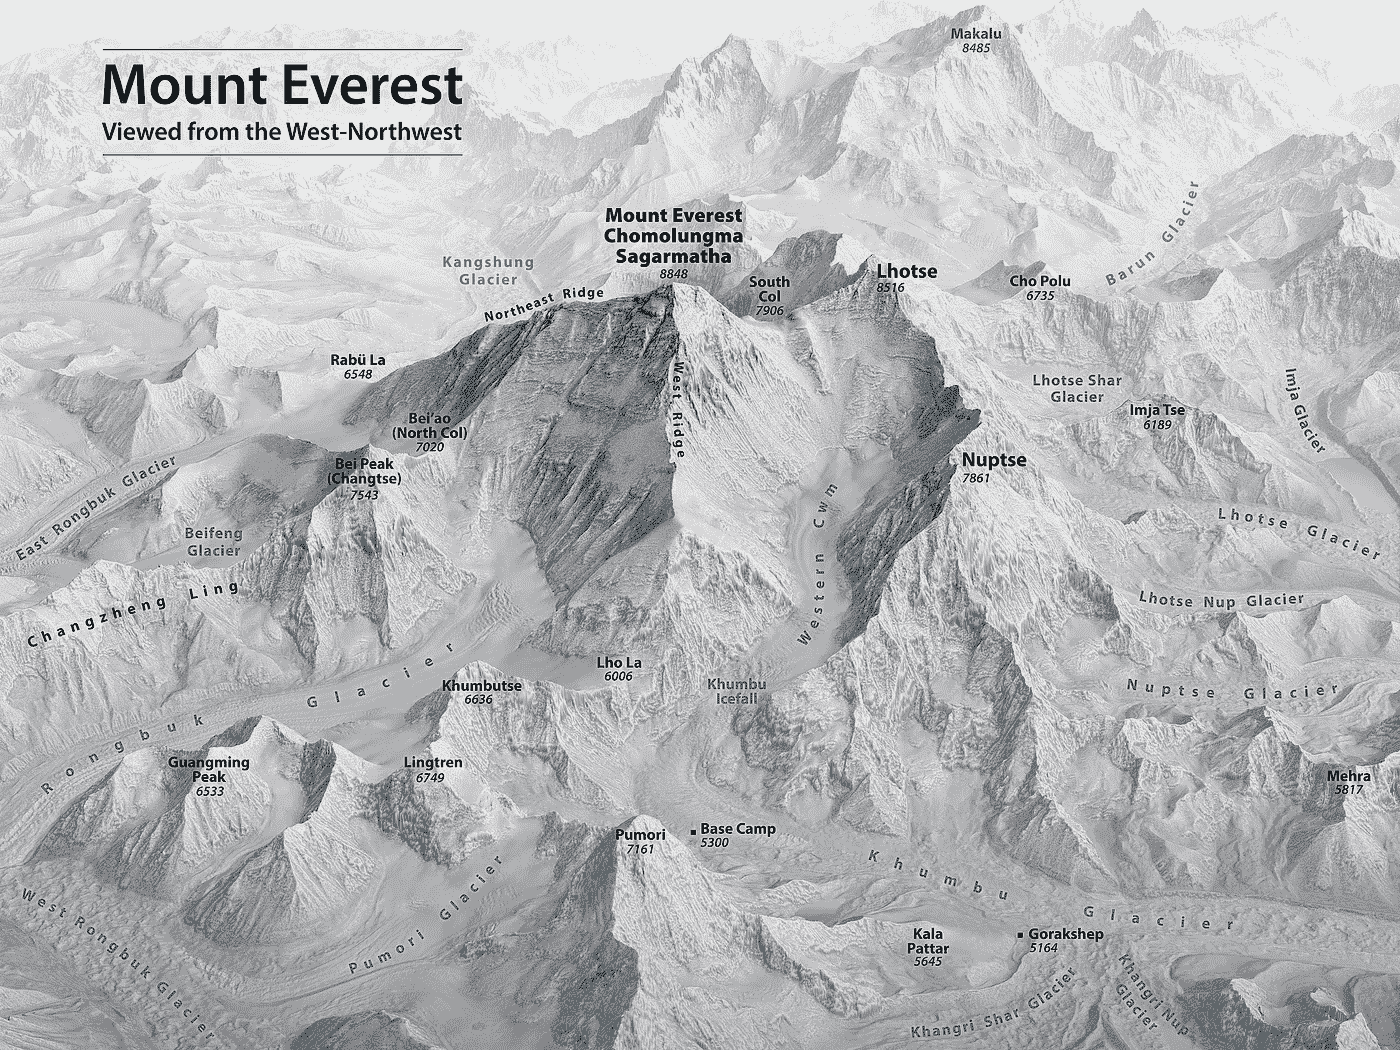 Mount Everest
Viewed from the West-Northwest
Makalu
8485
Mount Everest
Chomolungma
Sagarmatha
8848
Kangshung
Glacier
Northeast Ridge
South
Col
7906
Lhotse
8516
Cho Polu
6735
Barun Glacier
Rabü La
6548
West Ridge
Lhotse Shar
Glacier
Imja Tse
6189
Imja Glacier
Bei'ao
(North Col)
7020
Bei Peak
(Changtse)
7543
Nuptse
7861
East Rongbuk Glacier
Beifeng
Glacier
Western Cwm
Lhotse Glacier
Changzheng Ling
Lhotse Nup Glacier
Rongbuk Glacier
Khumbutse
6636
Lho La
6006
Khumbu
Icefall
Nuptse Glacier
Guangming
Peak
6533
Lingtren
6749
Mehra
5817
Pumori
7161
Base Camp
5300
Khumbu Glacier
West Rongbuk Glacier
Pumori Glacier
Kala
Pattar
5645
Gorakshep
5164
Khangri Shar Glacier
Khangri Nup
Glacier